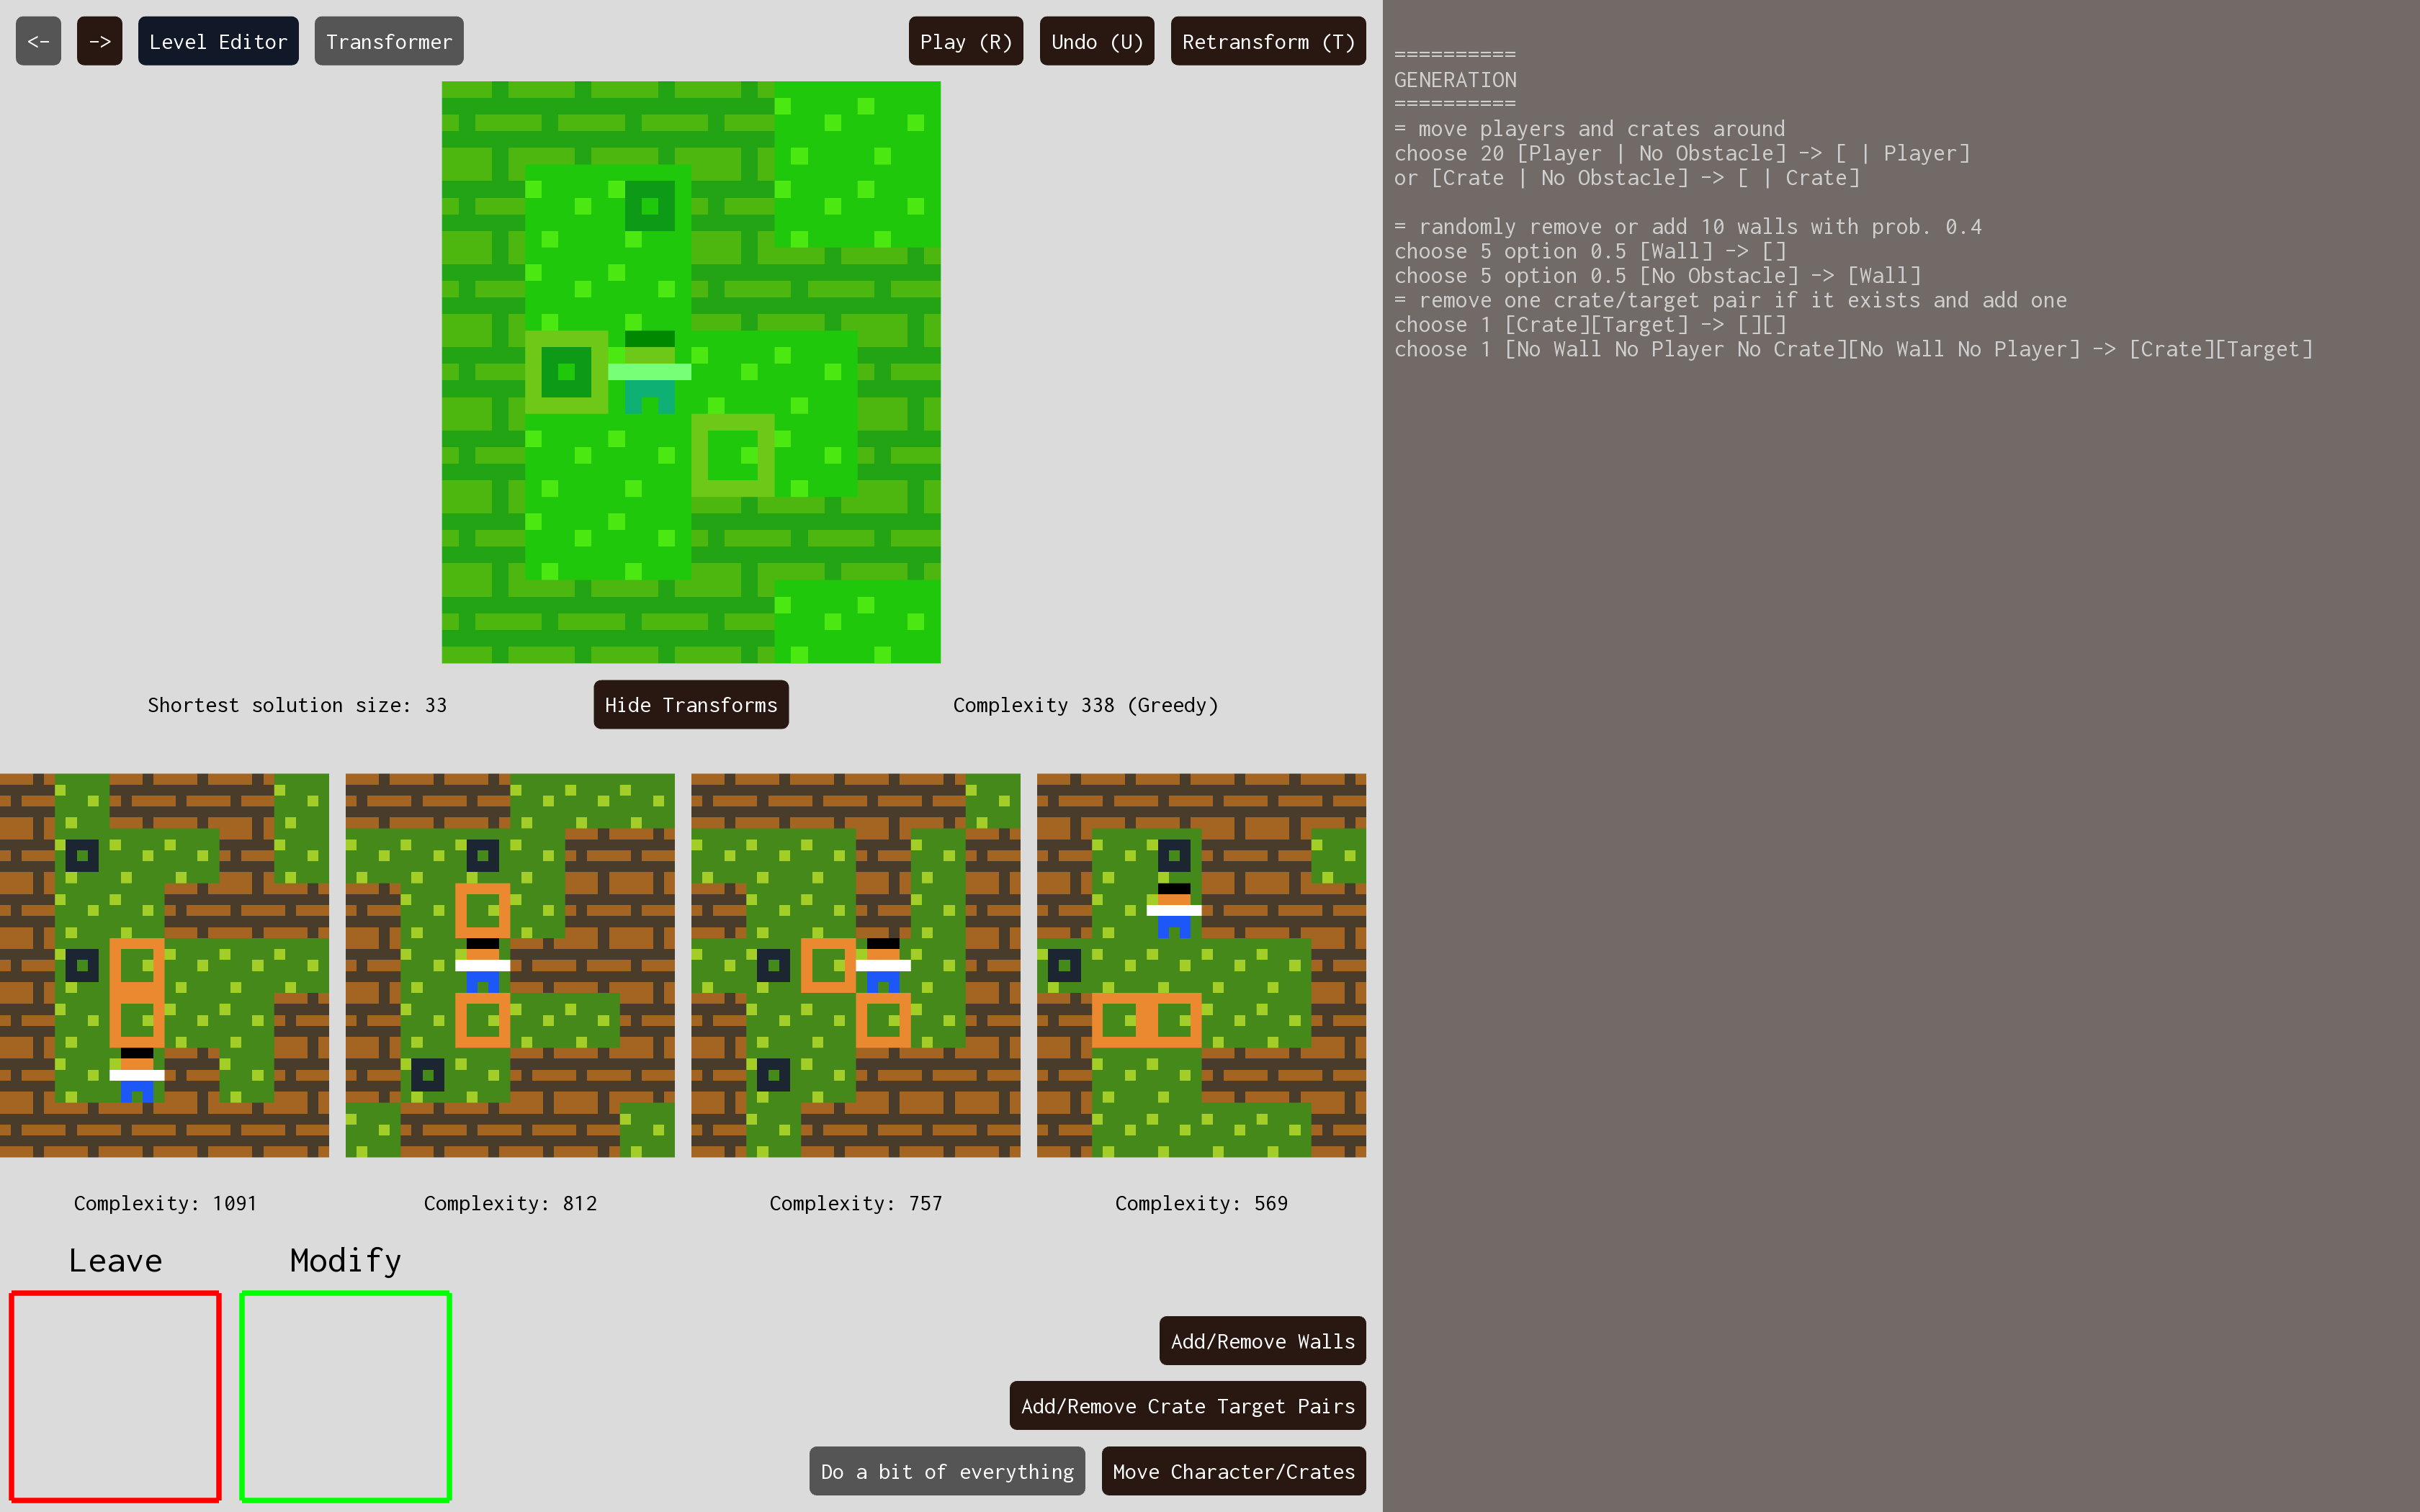 <- -> Level Editor Transformer Play (R) Undo (U) Retransform (T)
Shortest solution size: 33 Hide Transforms Complexity 338 (Greedy)
Complexity: 1091 Complexity: 812 Complexity: 757 Complexity: 569
Leave Modify
Add/Remove Walls
Add/Remove Crate Target Pairs
Do a bit of everything Move Character/Crates
==========
GENERATION
==========
= move players and crates around
choose 20 [Player | No Obstacle] -> [ | Player]
or [Crate | No Obstacle] -> [ | Crate]
= randomly remove or add 10 walls with prob. 0.4
choose 5 option 0.5 [Wall] -> []
choose 5 option 0.5 [No Obstacle] -> [Wall]
= remove one crate/target pair if it exists and add one
choose 1 [Crate][Target] -> [][]
choose 1 [No Wall No Player No Crate][No Wall No Player] -> [Crate][Target]